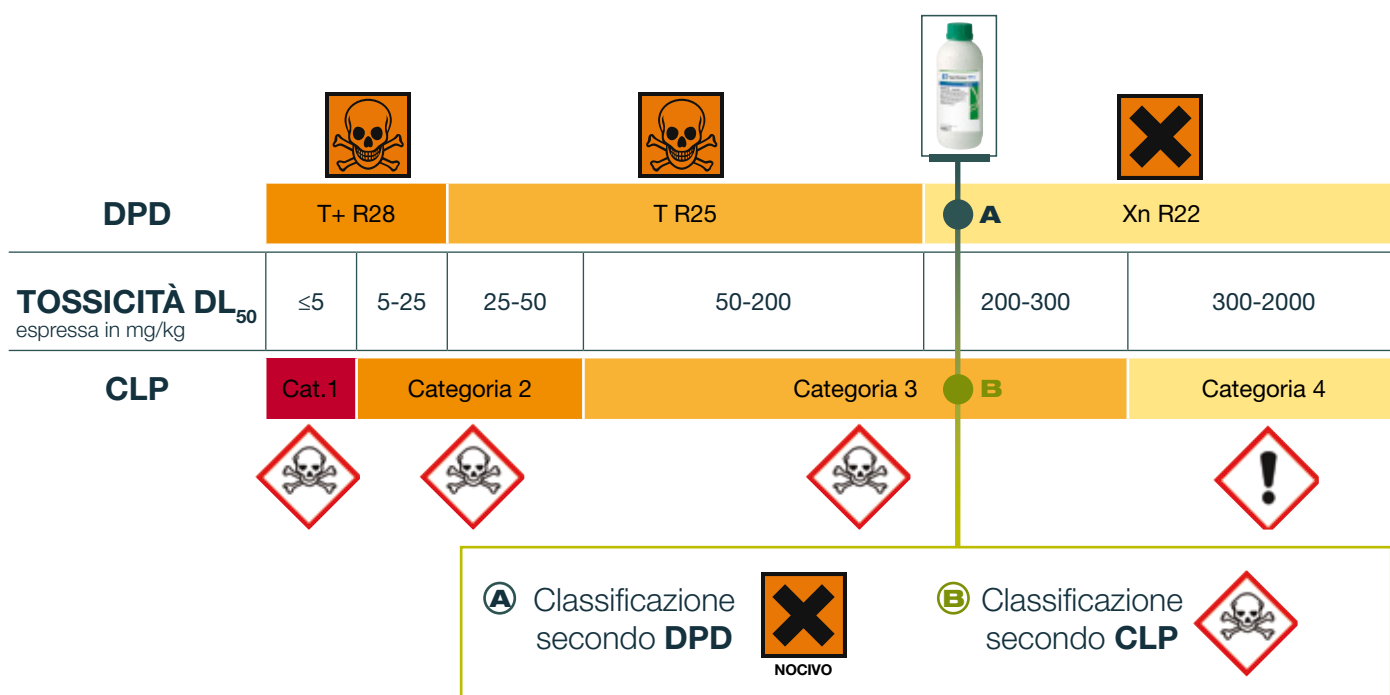 DPD
T+ R28
T R25
A
Xn R22
TOSSICITÀ DL50
espressa in mg/kg
≤5
5-25
25-50
50-200
200-300
300-2000
CLP
Cat.1
Categoria 2
Categoria 3
B
Categoria 4
A Classificazione
secondo DPD
NOCIVO
B Classificazione
secondo CLP